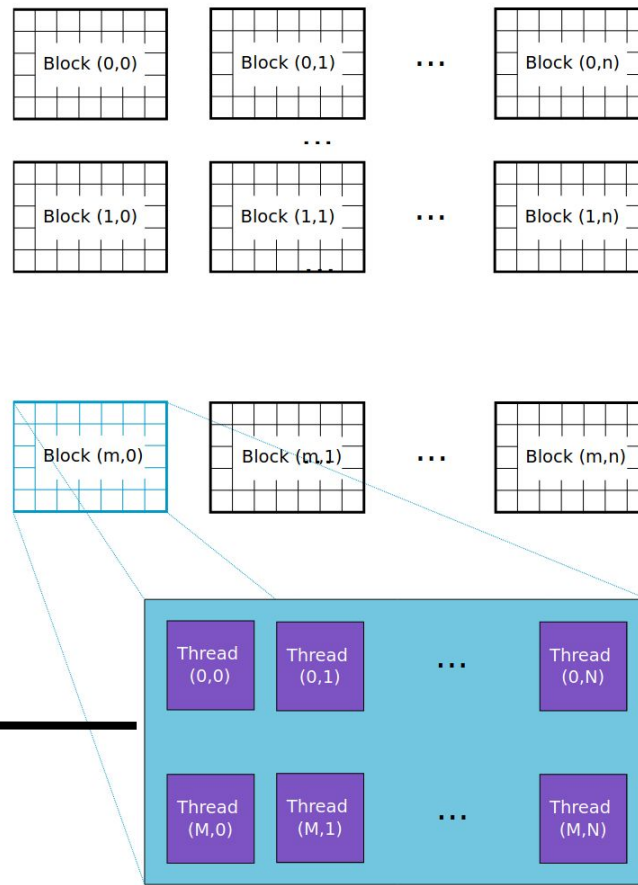 Block (0,0) Block (0,1) ... Block (0,n)
...
Block (1,0) Block (1,1) ... Block (1,n)
...
Block (m,0) Block (m,1) ... Block (m,n)
...
Thread Thread ... Thread
(0,0) (0,1) (0,N)
Thread Thread ... Thread
(M,0) (M,1) (M,N)